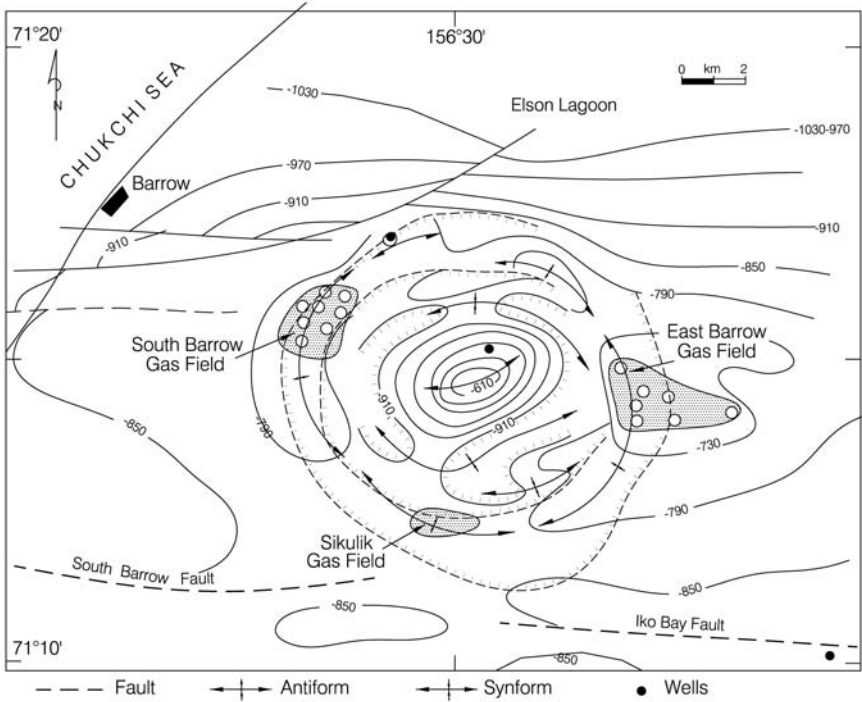 71°20'
156°30'
0 km 2
N
CHUKCHI SEA
-1030
Elson Lagoon
-1030-970
-970
Barrow
-910
-910
-910
-850
-790
South Barrow
Gas Field
East Barrow
Gas Field
-610
-910
-910
-850
-790
-730
-790
Sikulik
Gas Field
South Barrow Fault
-850
-850
Iko Bay Fault
71°10'
-850
Fault
Antiform
Synform
Wells